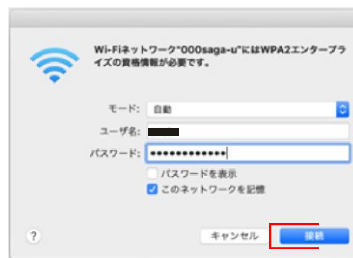 Wi-Fiネットワーク"000saga-u"にはWPA2エンタープラ
イズの資格情報が必要です。
モード: 自動
ユーザ名:
パスワード: ••••••••••••
パスワードを表示
このネットワークを記憶
? キャンセル 接続